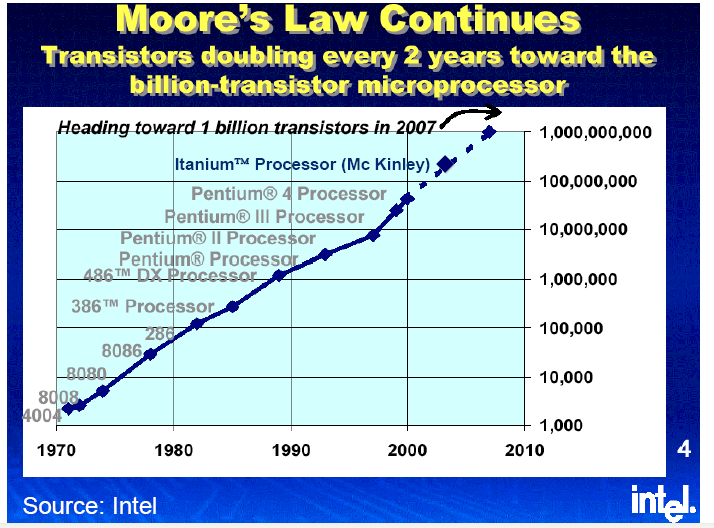 Moore's Law Continues
Transistors doubling every 2 years toward the
billion-transistor microprocessor
Heading toward 1 billion transistors in 2007
1,000,000,000
Itanium™ Processor (Mc Kinley)
100,000,000
Pentium® 4 Processor
Pentium® III Processor
10,000,000
Pentium® II Processor
Pentium® Processor
486™ DX Processor
1,000,000
386™ Processor
286
100,000
8086
8080
10,000
8008
4004
1,000
1970 1980 1990 2000 2010
4
Source: Intel
intel.